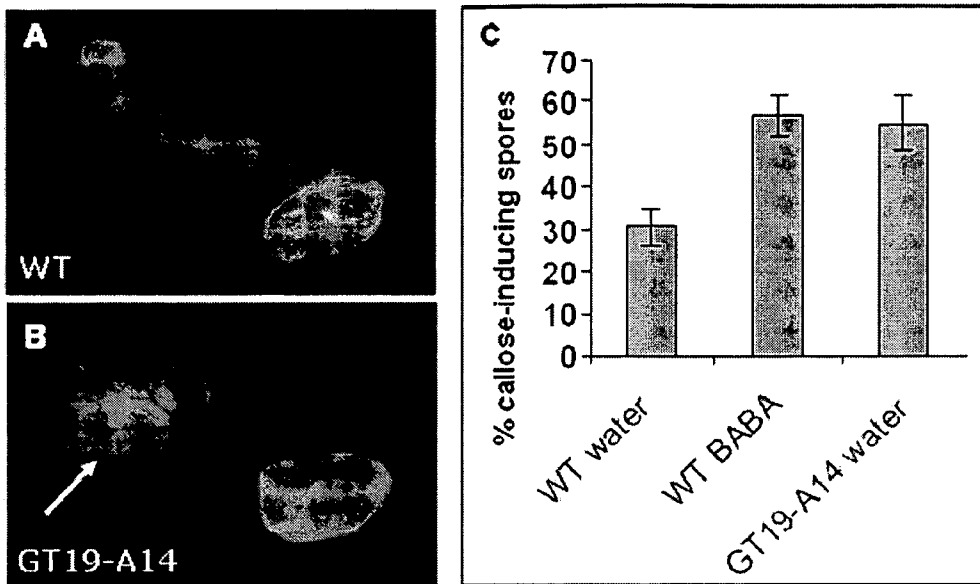 A
WT
B
GT19-A14
C
% callose-inducing spores
70
60
50
40
30
20
10
0
WT water
WT BABA
GT19-A14 water